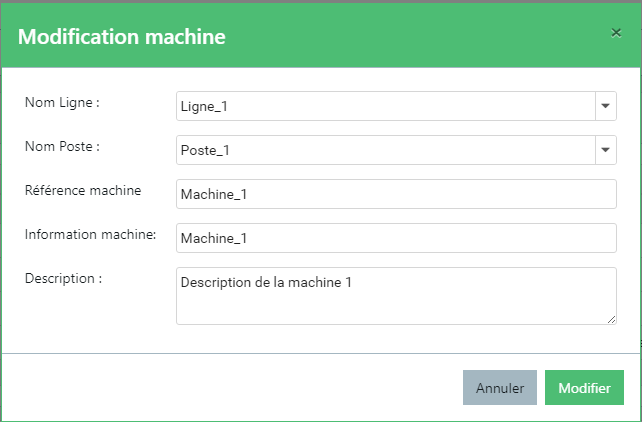 Modification machine
×
Nom Ligne :
Ligne_1
Nom Poste :
Poste_1
Référence machine
Machine_1
Information machine:
Machine_1
Description :
Description de la machine 1
Annuler
Modifier